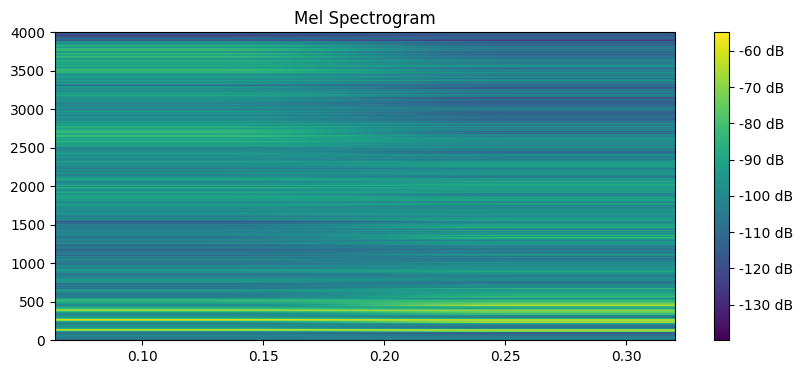 Mel Spectrogram
4000
3500
3000
2500
2000
1500
1000
500
0
0.10 0.15 0.20 0.25 0.30
-60 dB
-70 dB
-80 dB
-90 dB
-100 dB
-110 dB
-120 dB
-130 dB